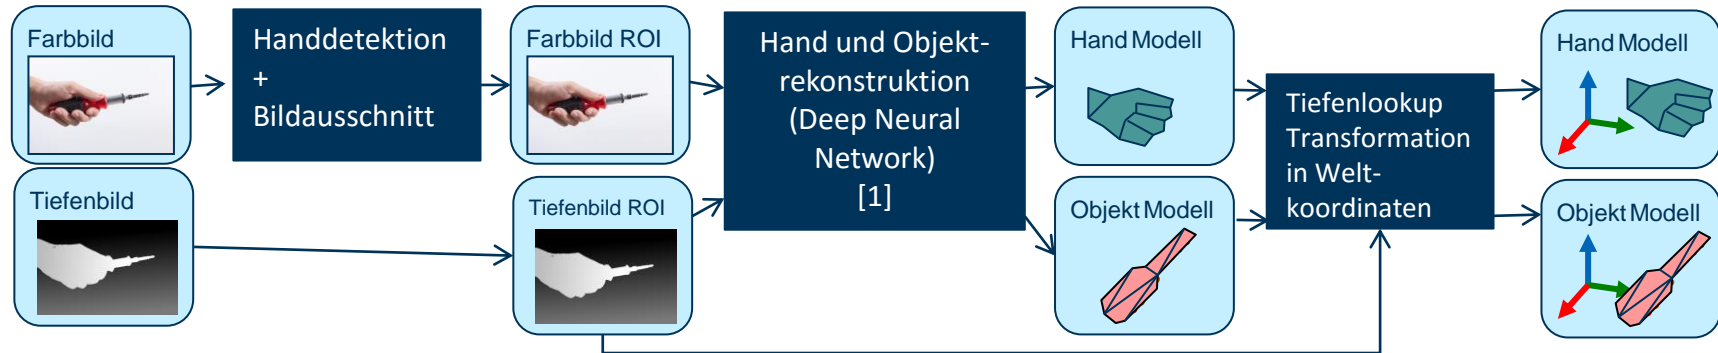 Farbbild
Handdetektion
+
Bildausschnitt
Farbbild ROI
Hand und Objekt-
rekonstruktion
(Deep Neural
Network)
[1]
Hand Modell
Tiefenlookup
Transformation
in Welt-
koordinaten
Hand Modell
Tiefenbild
Tiefenbild ROI
Objekt Modell
Objekt Modell